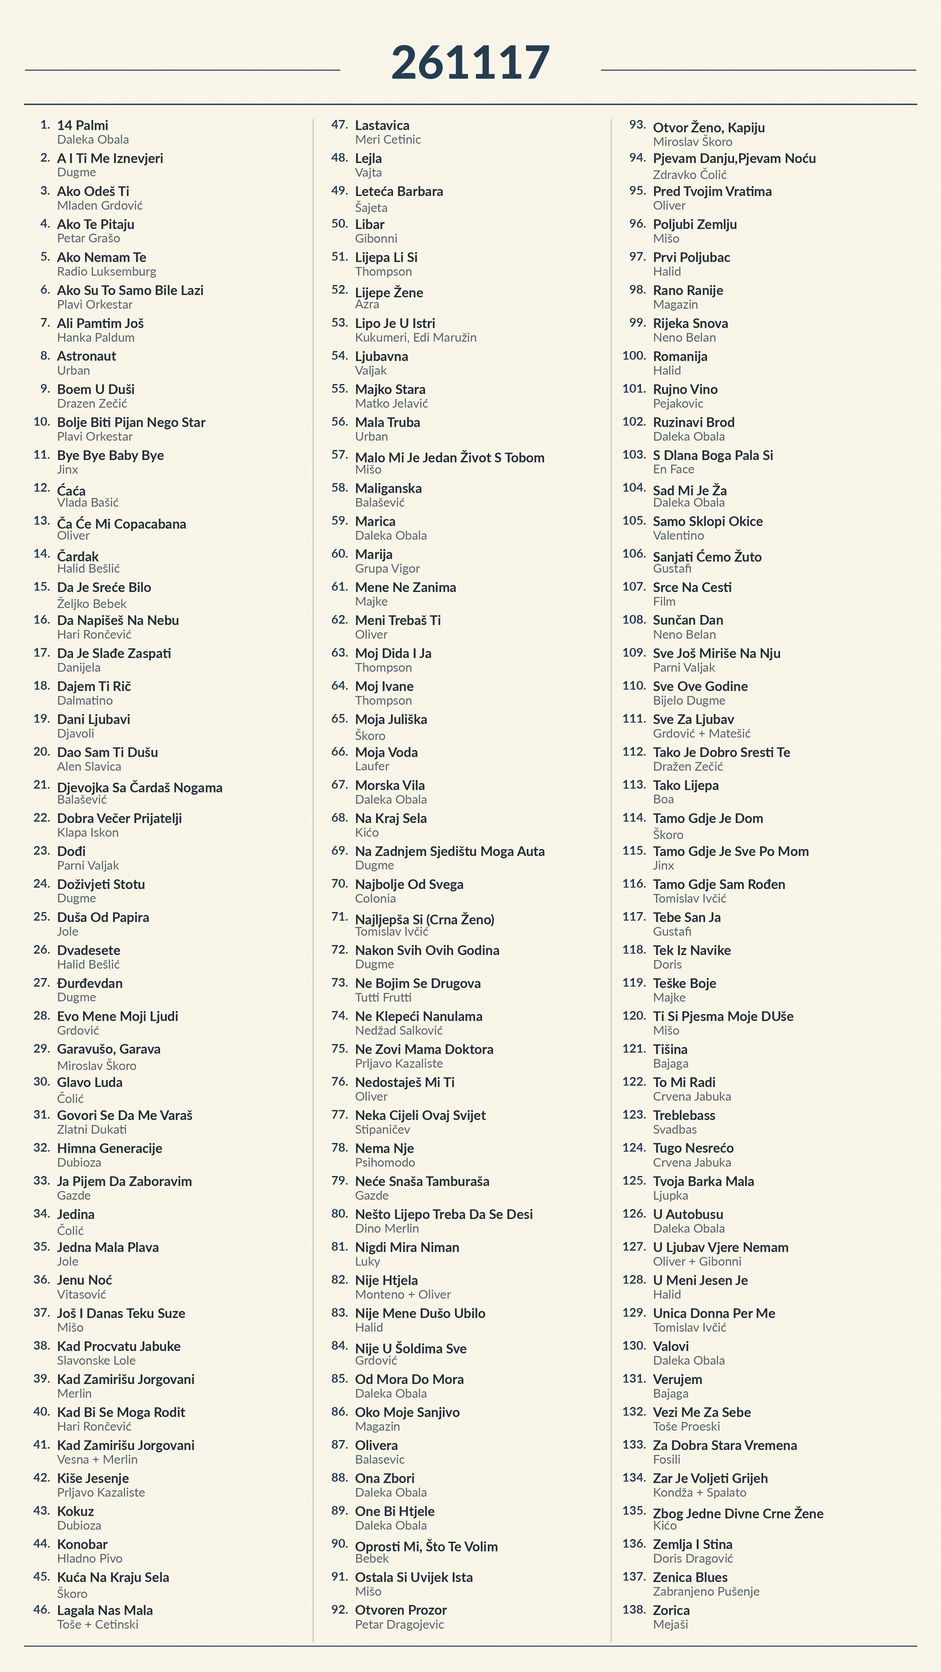 261117
1. 14 Palmi
Daleka Obala
2. A I Ti Me Iznevjeri
Dugme
3. Ako Odeš Ti
Mladen Grdović
4. Ako Te Pitaju
Petar Grašo
5. Ako Nemam Te
Radio Luksemburg
6. Ako Su To Samo Bile Lazi
Plavi Orkestar
7. Ali Pamtim Još
Hanka Paldum
8. Astronaut
Urban
9. Boem U Duši
Drazen Zečić
10. Bolje Biti Pijan Nego Star
Plavi Orkestar
11. Bye Bye Baby Bye
Jinx
12. Ćaća
Vlada Bašić
13. Ča Će Mi Copacabana
Oliver
14. Čardak
Halid Bešlić
15. Da Je Sreće Bilo
Željko Bebek
16. Da Napišeš Na Nebu
Hari Rončević
17. Da Je Slađe Zaspati
Danijela
18. Dajem Ti Rič
Dalmatino
19. Dani Ljubavi
Djavoli
20. Dao Sam Ti Dušu
Alen Slavica
21. Djevojka Sa Čardaš Nogama
Balašević
22. Dobra Večer Prijatelji
Klapa Iskon
23. Dođi
Parni Valjak
24. Doživjeti Stotu
Dugme
25. Duša Od Papira
Jole
26. Dvadesete
Halid Bešlić
27. Đurđevdan
Dugme
28. Evo Mene Moji Ljudi
Grdović
29. Garavušo, Garava
Miroslav Škoro
30. Glavo Luda
Čolić
31. Govori Se Da Me Varaš
Zlatni Dukati
32. Himna Generacije
Dubioza
33. Ja Pijem Da Zaboravim
Gazde
34. Jedina
Čolić
35. Jedna Mala Plava
Jole
36. Jenu Noć
Vitasović
37. Još I Danas Teku Suze
Mišo
38. Kad Procvatu Jabuke
Slavonske Lole
39. Kad Zamirišu Jorgovani
Merlin
40. Kad Bi Se Moga Rodit
Hari Rončević
41. Kad Zamirišu Jorgovani
Vesna + Merlin
42. Kiše Jesenje
Prljavo Kazaliste
43. Kokuz
Dubioza
44. Konobar
Hladno Pivo
45. Kuća Na Kraju Sela
Škoro
46. Lagala Nas Mala
Toše + Cetinski
47. Lastavica
Meri Cetinic
48. Lejla
Vajta
49. Leteća Barbara
Šajeta
50. Libar
Gibonni
51. Lijepa Li Si
Thompson
52. Lijepe Žene
Azra
53. Lipo Je U Istri
Kukumeri, Edi Maružin
54. Ljubavna
Valjak
55. Majko Stara
Matko Jelavić
56. Mala Truba
Urban
57. Malo Mi Je Jedan Život S Tobom
Mišo
58. Maliganska
Balašević
59. Marica
Daleka Obala
60. Marija
Grupa Vigor
61. Mene Ne Zanima
Majke
62. Meni Trebaš Ti
Oliver
63. Moj Dida I Ja
Thompson
64. Moj Ivane
Thompson
65. Moja Juliška
Škoro
66. Moja Voda
Laufer
67. Morska Vila
Daleka Obala
68. Na Kraj Sela
Kićo
69. Na Zadnjem Sjedištu Moga Auta
Dugme
70. Najbolje Od Svega
Colonia
71. Najljepša Si (Crna Ženo)
Tomislav Ivčić
72. Nakon Svih Ovih Godina
Dugme
73. Ne Bojim Se Drugova
Tutti Frutti
74. Ne Klepeći Nanulama
Nedžad Salković
75. Ne Zovi Mama Doktora
Prljavo Kazaliste
76. Nedostaješ Mi Ti
Oliver
77. Neka Cijeli Ovaj Svijet
Stipaničev
78. Nema Nje
Psihomodo
79. Neće Snaša Tamburaša
Gazde
80. Nešto Lijepo Treba Da Se Desi
Dino Merlin
81. Nigdi Mira Niman
Luky
82. Nije Htjela
Monteno + Oliver
83. Nije Mene Dušo Ubilo
Halid
84. Nije U Šoldima Sve
Grdović
85. Od Mora Do Mora
Daleka Obala
86. Oko Moje Sanjivo
Magazin
87. Olivera
Balasevic
88. Ona Zbori
Daleka Obala
89. One Bi Htjele
Daleka Obala
90. Oprosti Mi, Što Te Volim
Bebek
91. Ostala Si Uvijek Ista
Mišo
92. Otvoren Prozor
Petar Dragojevic
93. Otvor Ženo, Kapiju
Miroslav Škoro
94. Pjevam Danju,Pjevam Noću
Zdravko Čolić
95. Pred Tvojim Vratima
Oliver
96. Poljubi Zemlju
Mišo
97. Prvi Poljubac
Halid
98. Rano Ranije
Magazin
99. Rijeka Snova
Neno Belan
100. Romanija
Halid
101. Rujno Vino
Pejakovic
102. Ruzinavi Brod
Daleka Obala
103. S Dlana Boga Pala Si
En Face
104. Sad Mi Je Ža
Daleka Obala
105. Samo Sklopi Okice
Valentino
106. Sanjati Ćemo Žuto
Gustafi
107. Srce Na Cesti
Film
108. Sunčan Dan
Neno Belan
109. Sve Još Miriše Na Nju
Parni Valjak
110. Sve Ove Godine
Bijelo Dugme
111. Sve Za Ljubav
Grdović + Matešić
112. Tako Je Dobro Sresti Te
Dražen Zečić
113. Tako Lijepa
Boa
114. Tamo Gdje Je Dom
Škoro
115. Tamo Gdje Je Sve Po Mom
Jinx
116. Tamo Gdje Sam Rođen
Tomislav Ivčić
117. Tebe San Ja
Gustafi
118. Tek Iz Navike
Doris
119. Teške Boje
Majke
120. Ti Si Pjesma Moje DUše
Mišo
121. Tišina
Bajaga
122. To Mi Radi
Crvena Jabuka
123. Treblebass
Svadbas
124. Tugo Nesrećo
Crvena Jabuka
125. Tvoja Barka Mala
Ljupka
126. U Autobusu
Daleka Obala
127. U Ljubav Vjere Nemam
Oliver + Gibonni
128. U Meni Jesen Je
Halid
129. Unica Donna Per Me
Tomislav Ivčić
130. Valovi
Daleka Obala
131. Verujem
Bajaga
132. Vezi Me Za Sebe
Toše Proeski
133. Za Dobra Stara Vremena
Fosili
134. Zar Je Voljeti Grijeh
Kondža + Spalato
135. Zbog Jedne Divne Crne Žene
Kićo
136. Zemlja I Stina
Doris Dragović
137. Zenica Blues
Zabranjeno Pušenje
138. Zorica
Mejaši